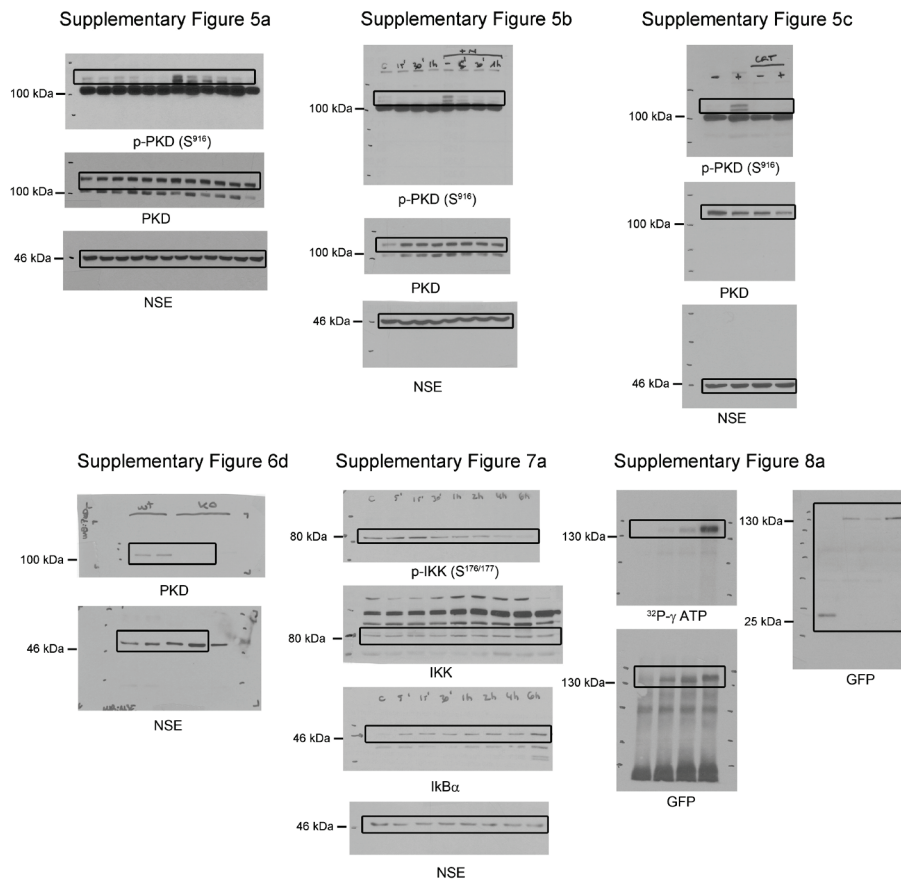 Supplementary Figure 5a
100 kDa
p-PKD (S916)
100 kDa
PKD
46 kDa
NSE
Supplementary Figure 5b
+ N
C 15' 30' 1h - 5' 30' 1h
100 kDa
p-PKD (S916)
100 kDa
PKD
46 kDa
NSE
Supplementary Figure 5c
CAT
- + - +
100 kDa
p-PKD (S916)
100 kDa
PKD
46 kDa
NSE
Supplementary Figure 6d
WT KO
100 kDa
PKD
46 kDa
NSE
Supplementary Figure 7a
C 5' 15' 30' 1h 2h 4h 6h
80 kDa
p-IKK (S176/177)
80 kDa
IKK
C 5' 15' 30' 1h 2h 4h 6h
46 kDa
IkBα
46 kDa
NSE
Supplementary Figure 8a
130 kDa
32P-γ ATP
130 kDa
GFP
130 kDa
25 kDa
GFP